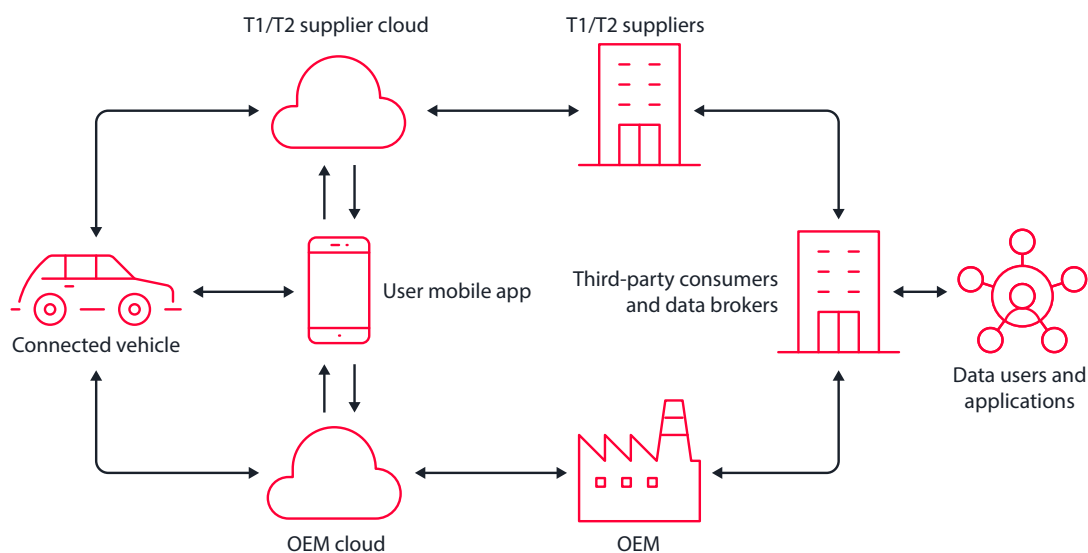 T1/T2 supplier cloud
T1/T2 suppliers
User mobile app
Third-party consumers
and data brokers
Connected vehicle
Data users and
applications
OEM cloud
OEM